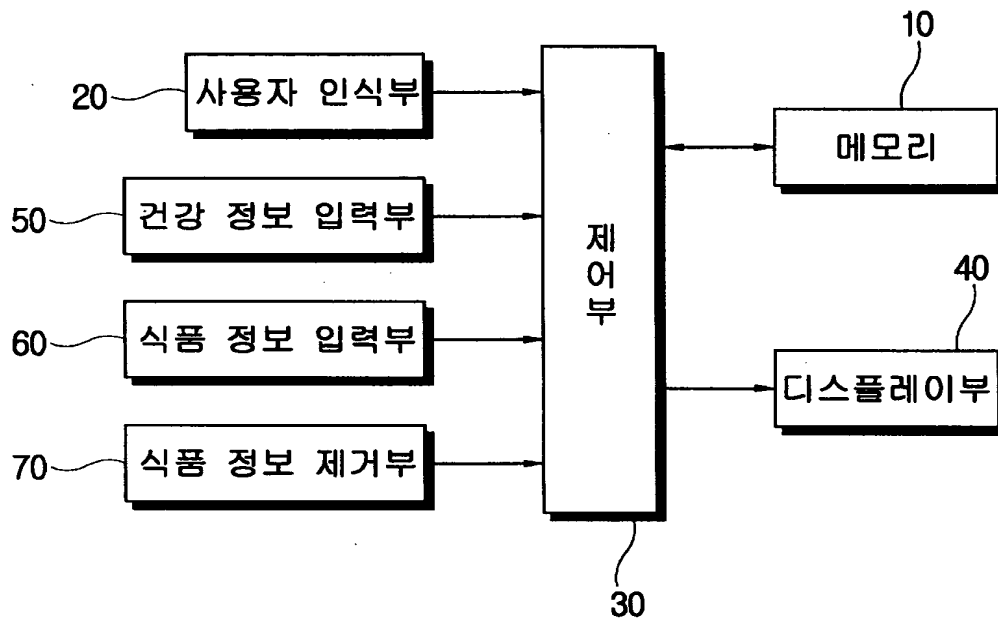 10
20
사용자 인식부
메모리
50
건강 정보 입력부
제어부
40
60
식품 정보 입력부
디스플레이부
70
식품 정보 제거부
30